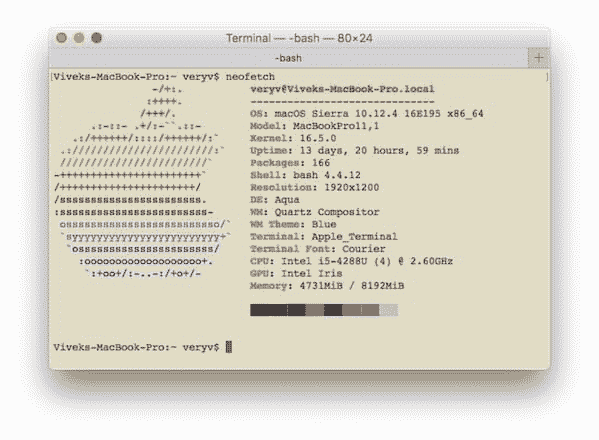 Terminal — -bash — 80×24
-bash
Viveks-MacBook-Pro:~ veryv$ neofetch
veryv@Viveks-MacBook-Pro.local
------------------------------
OS: macOS Sierra 10.12.4 16E195 x86_64
Model: MacBookPro11,1
Kernel: 16.5.0
Uptime: 13 days, 20 hours, 59 mins
Packages: 166
Shell: bash 4.4.12
Resolution: 1920x1200
DE: Aqua
WM: Quartz Compositor
WM Theme: Blue
Terminal: Apple_Terminal
Terminal Font: Courier
CPU: Intel i5-4288U (4) @ 2.60GHz
GPU: Intel Iris
Memory: 4731MiB / 8192MiB
Viveks-MacBook-Pro:~ veryv$